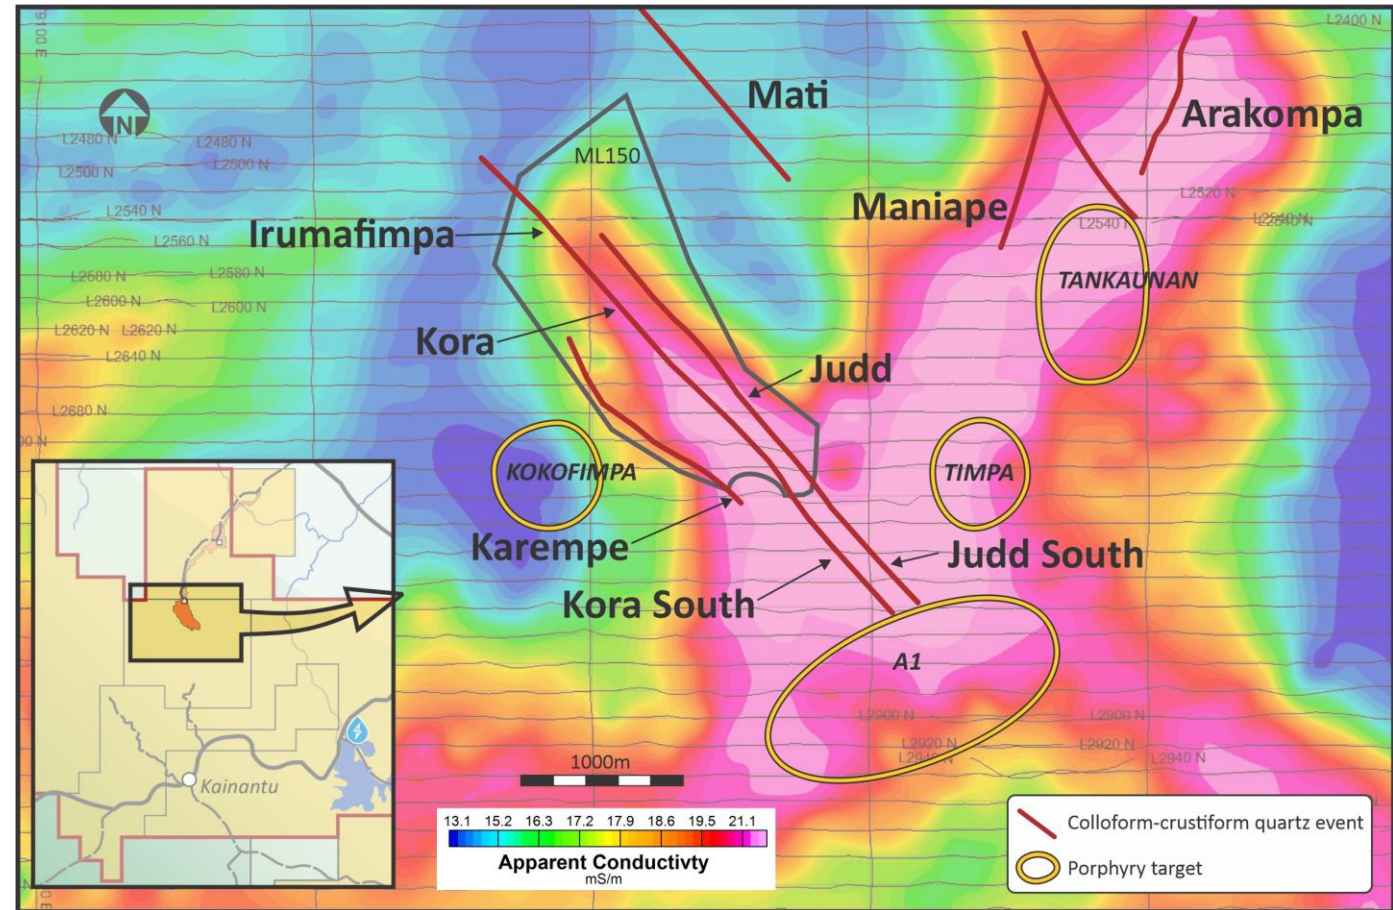 9100 E
L2400 N
Mati
Arakompa
N
L2480 N
L2480 N
ML150
L2500 N
L2500 N
L2520 N
Maniape
L2540 N
L2540 N
L2540 N
Irumafimpa
L2560 N
L2580 N
L2580 N
TANKAUNAN
L2600 N
L2600 N
L2620 N
L2620 N
Kora
L2640 N
Judd
L2680 N
KOKOFIMPA
TIMPA
Karempe
Judd South
Kora South
A1
L2900 N
L2900 N
L2920 N
L2920 N
L2940 N
L2940 N
Kainantu
1000m
13.1 15.2 16.3 17.2 17.9 18.6 19.5 21.1
Apparent Conductivty
mS/m
Colloform-crustiform quartz event
Porphyry target